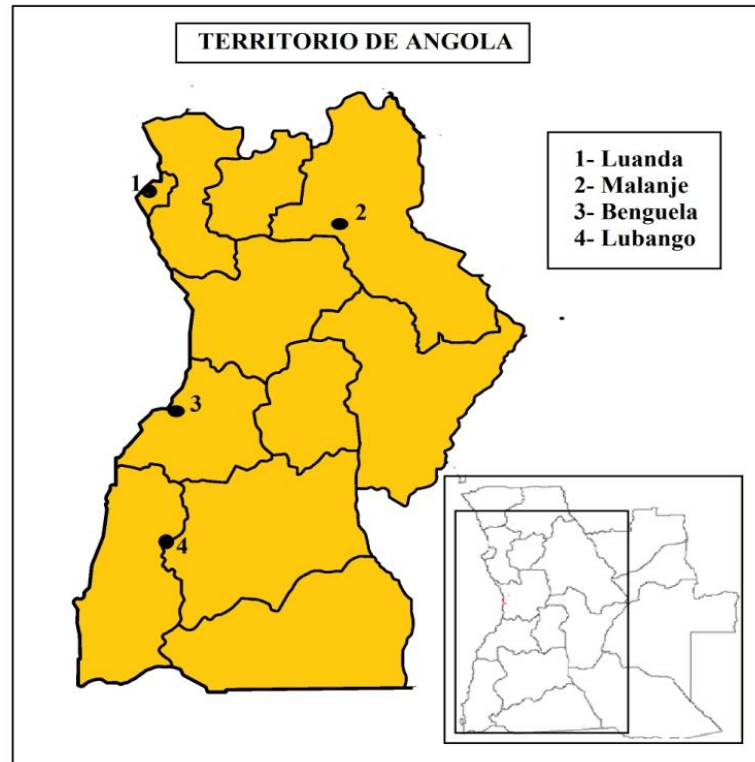 TERRITORIO DE ANGOLA
1- Luanda
2- Malanje
3- Benguela
4- Lubango
1
2
3
4